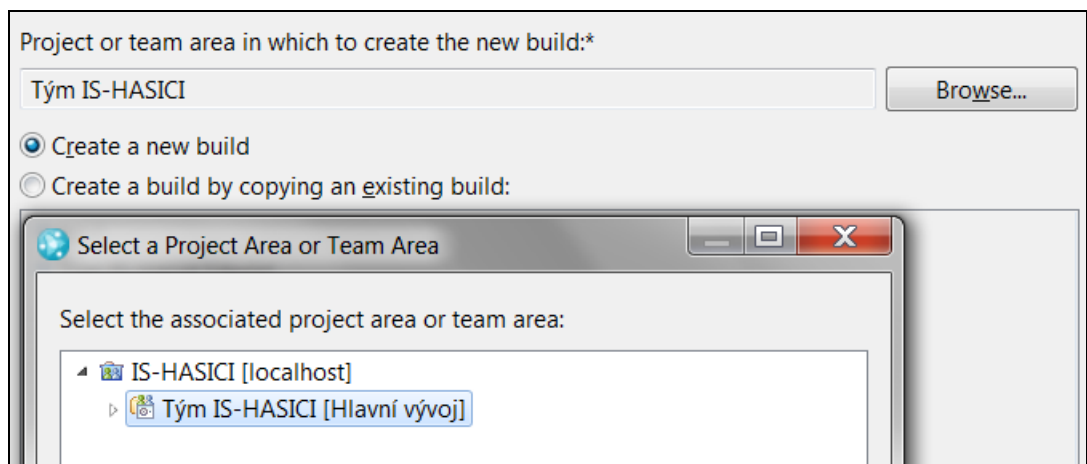 Project or team area in which to create the new build:*
Tým IS-HASICI
Browse...
Create a new build
Create a build by copying an existing build:
Select a Project Area or Team Area
Select the associated project area or team area:
IS-HASICI [localhost]
Tým IS-HASICI [Hlavní vývoj]